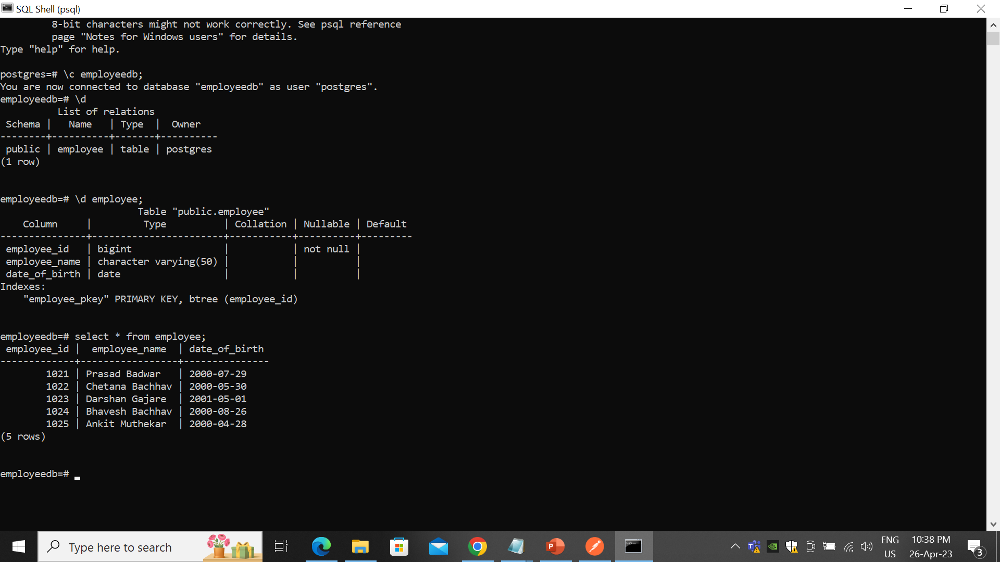 SQL Shell (psql)
        8-bit characters might not work correctly. See psql reference
        page "Notes for Windows users" for details.
Type "help" for help.

postgres=# \c employeedb;
You are now connected to database "employeedb" as user "postgres".
employeedb=# \d
          List of relations
 Schema |   Name   | Type  |  Owner
--------+----------+-------+----------
 public | employee | table | postgres
(1 row)


employeedb=# \d employee;
                        Table "public.employee"
    Column     |         Type          | Collation | Nullable | Default
---------------+-----------------------+-----------+----------+---------
 employee_id   | bigint                |           | not null |
 employee_name | character varying(50) |           |          |
 date_of_birth | date                  |           |          |
Indexes:
    "employee_pkey" PRIMARY KEY, btree (employee_id)


employeedb=# select * from employee;
 employee_id |  employee_name  | date_of_birth
-------------+-----------------+---------------
        1021 | Prasad Badwar   | 2000-07-29
        1022 | Chetana Bachhav | 2000-05-30
        1023 | Darshan Gajare  | 2001-05-01
        1024 | Bhavesh Bachhav | 2000-08-26
        1025 | Ankit Muthekar  | 2000-04-28
(5 rows)


employeedb=#
Type here to search
ENG
US
10:38 PM
26-Apr-23
3